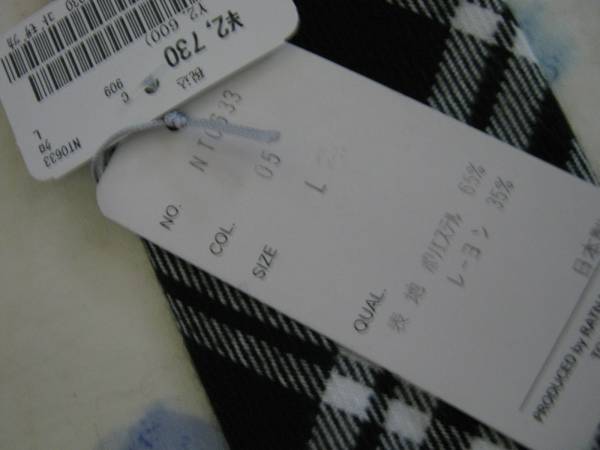 ¥2,730
税込
¥2,600)
C 909
NT0633
L
NO. NT0633
COL. 05
SIZE L
QUAL. 表地 ポリエステル 65%
レーヨン 35%
日本
PRODUCED by